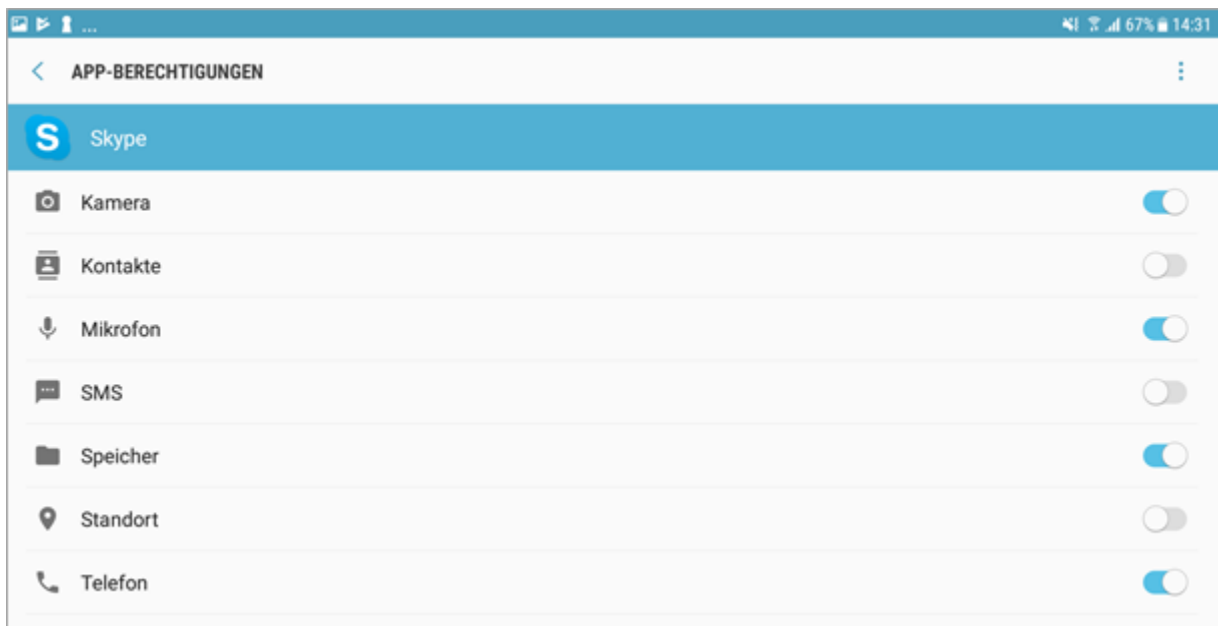 ... 67% 14:31
APP-BERECHTIGUNGEN
S Skype
Kamera
Kontakte
Mikrofon
SMS
Speicher
Standort
Telefon